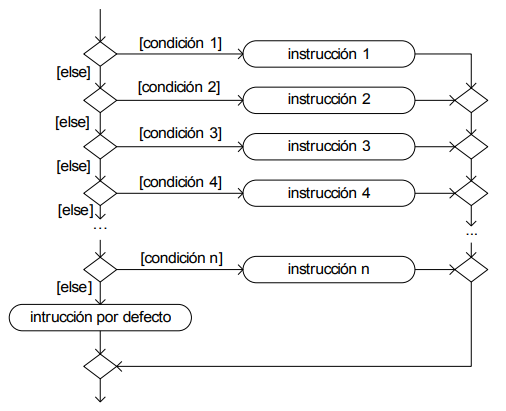 [condición 1]
instrucción 1
[else]
[condición 2]
instrucción 2
[else]
[condición 3]
instrucción 3
[else]
[condición 4]
instrucción 4
[else]
...
...
[condición n]
instrucción n
[else]
intrucción por defecto